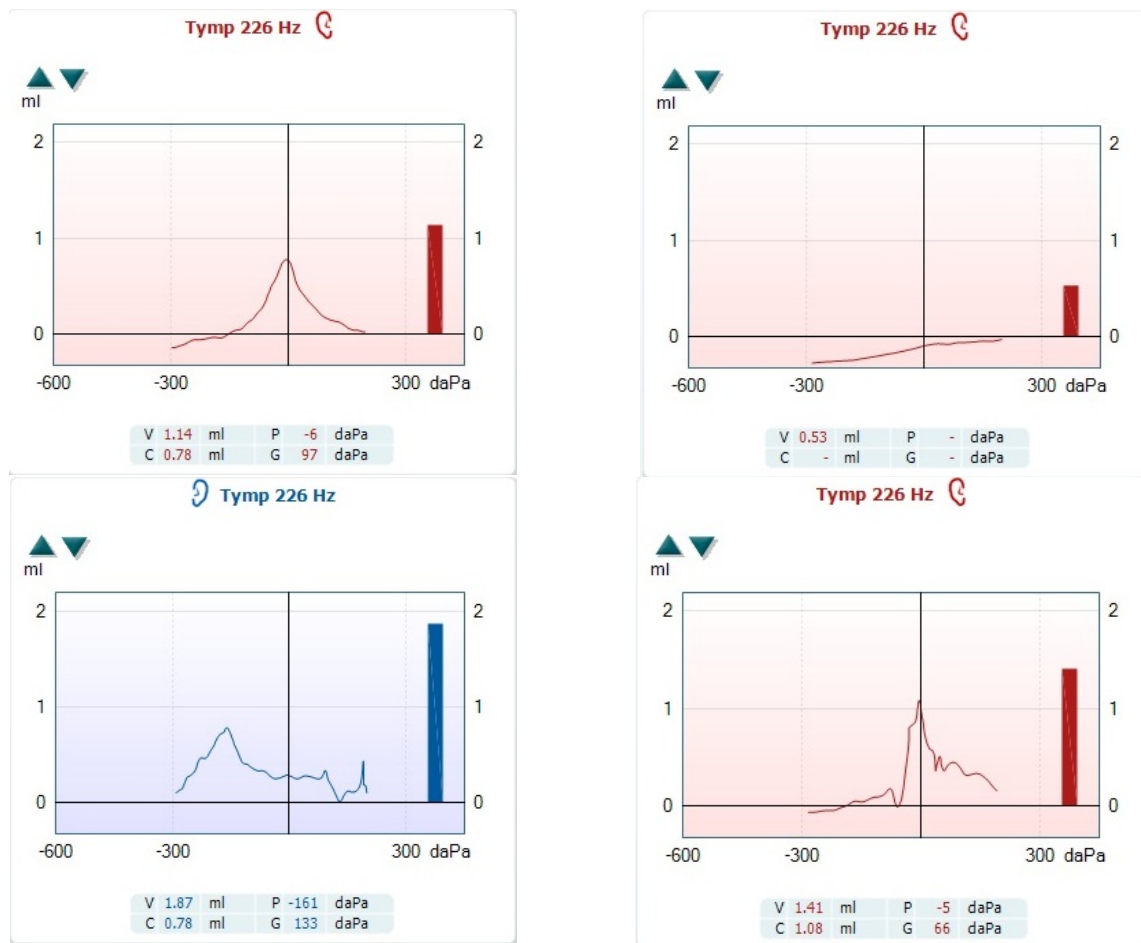 Tymp 226 Hz
ml
2 2
1 1
0 0
-600 -300 300 daPa
V 1.14 ml P -6 daPa
C 0.78 ml G 97 daPa
Tymp 226 Hz
ml
2 2
1 1
0 0
-600 -300 300 daPa
V 0.53 ml P - daPa
C - ml G - daPa
Tymp 226 Hz
ml
2 2
1 1
0 0
-600 -300 300 daPa
V 1.87 ml P -161 daPa
C 0.78 ml G 133 daPa
Tymp 226 Hz
ml
2 2
1 1
0 0
-600 -300 300 daPa
V 1.41 ml P -5 daPa
C 1.08 ml G 66 daPa